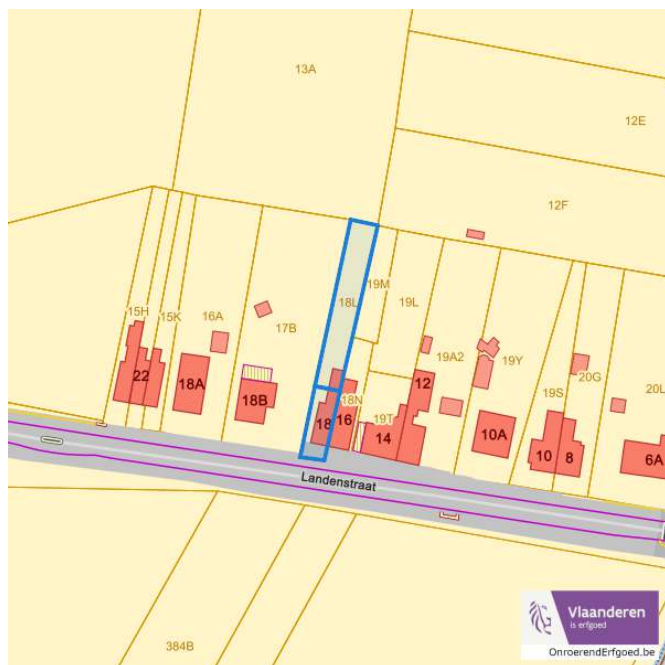 13A
12E
12F
19M
18L
19L
15H
15K
16A
17B
19A2
19Y
20G
19S
20L
22
18A
18B
18N
12
18
16
19T
14
10A
10
8
6A
Landenstraat
384B
Vlaanderen
is erfgoed
OnroerendErfgoed.be